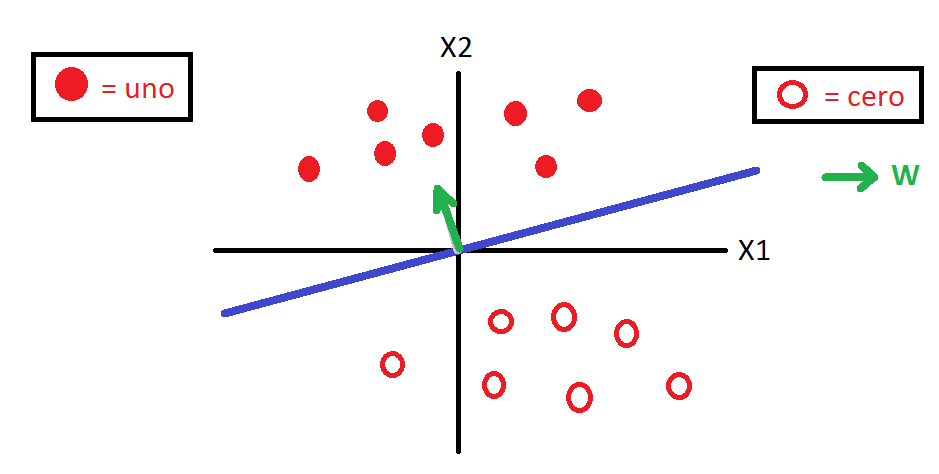 X2
= uno
= cero
W
X1